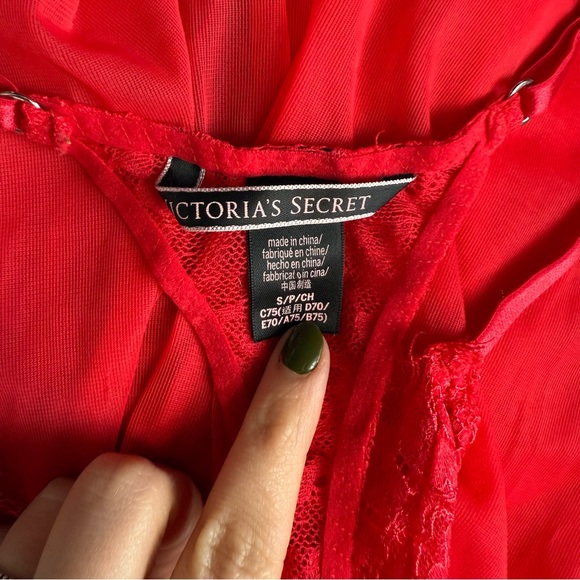 VICTORIA'S SECRET
made in china/
fabriqué en chine/
hecho en china/
fabbricato in cina/
中国制造
S/P/CH
C75(适用 D70/
E70/A75/B75)